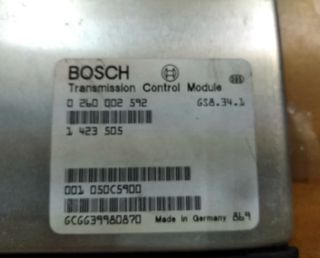 BOSCH
Transmission Control Module
0 260 002 592 GS8.34.1
1 423 505
001 050C5900
GCGG39980870 Made in Germany 869